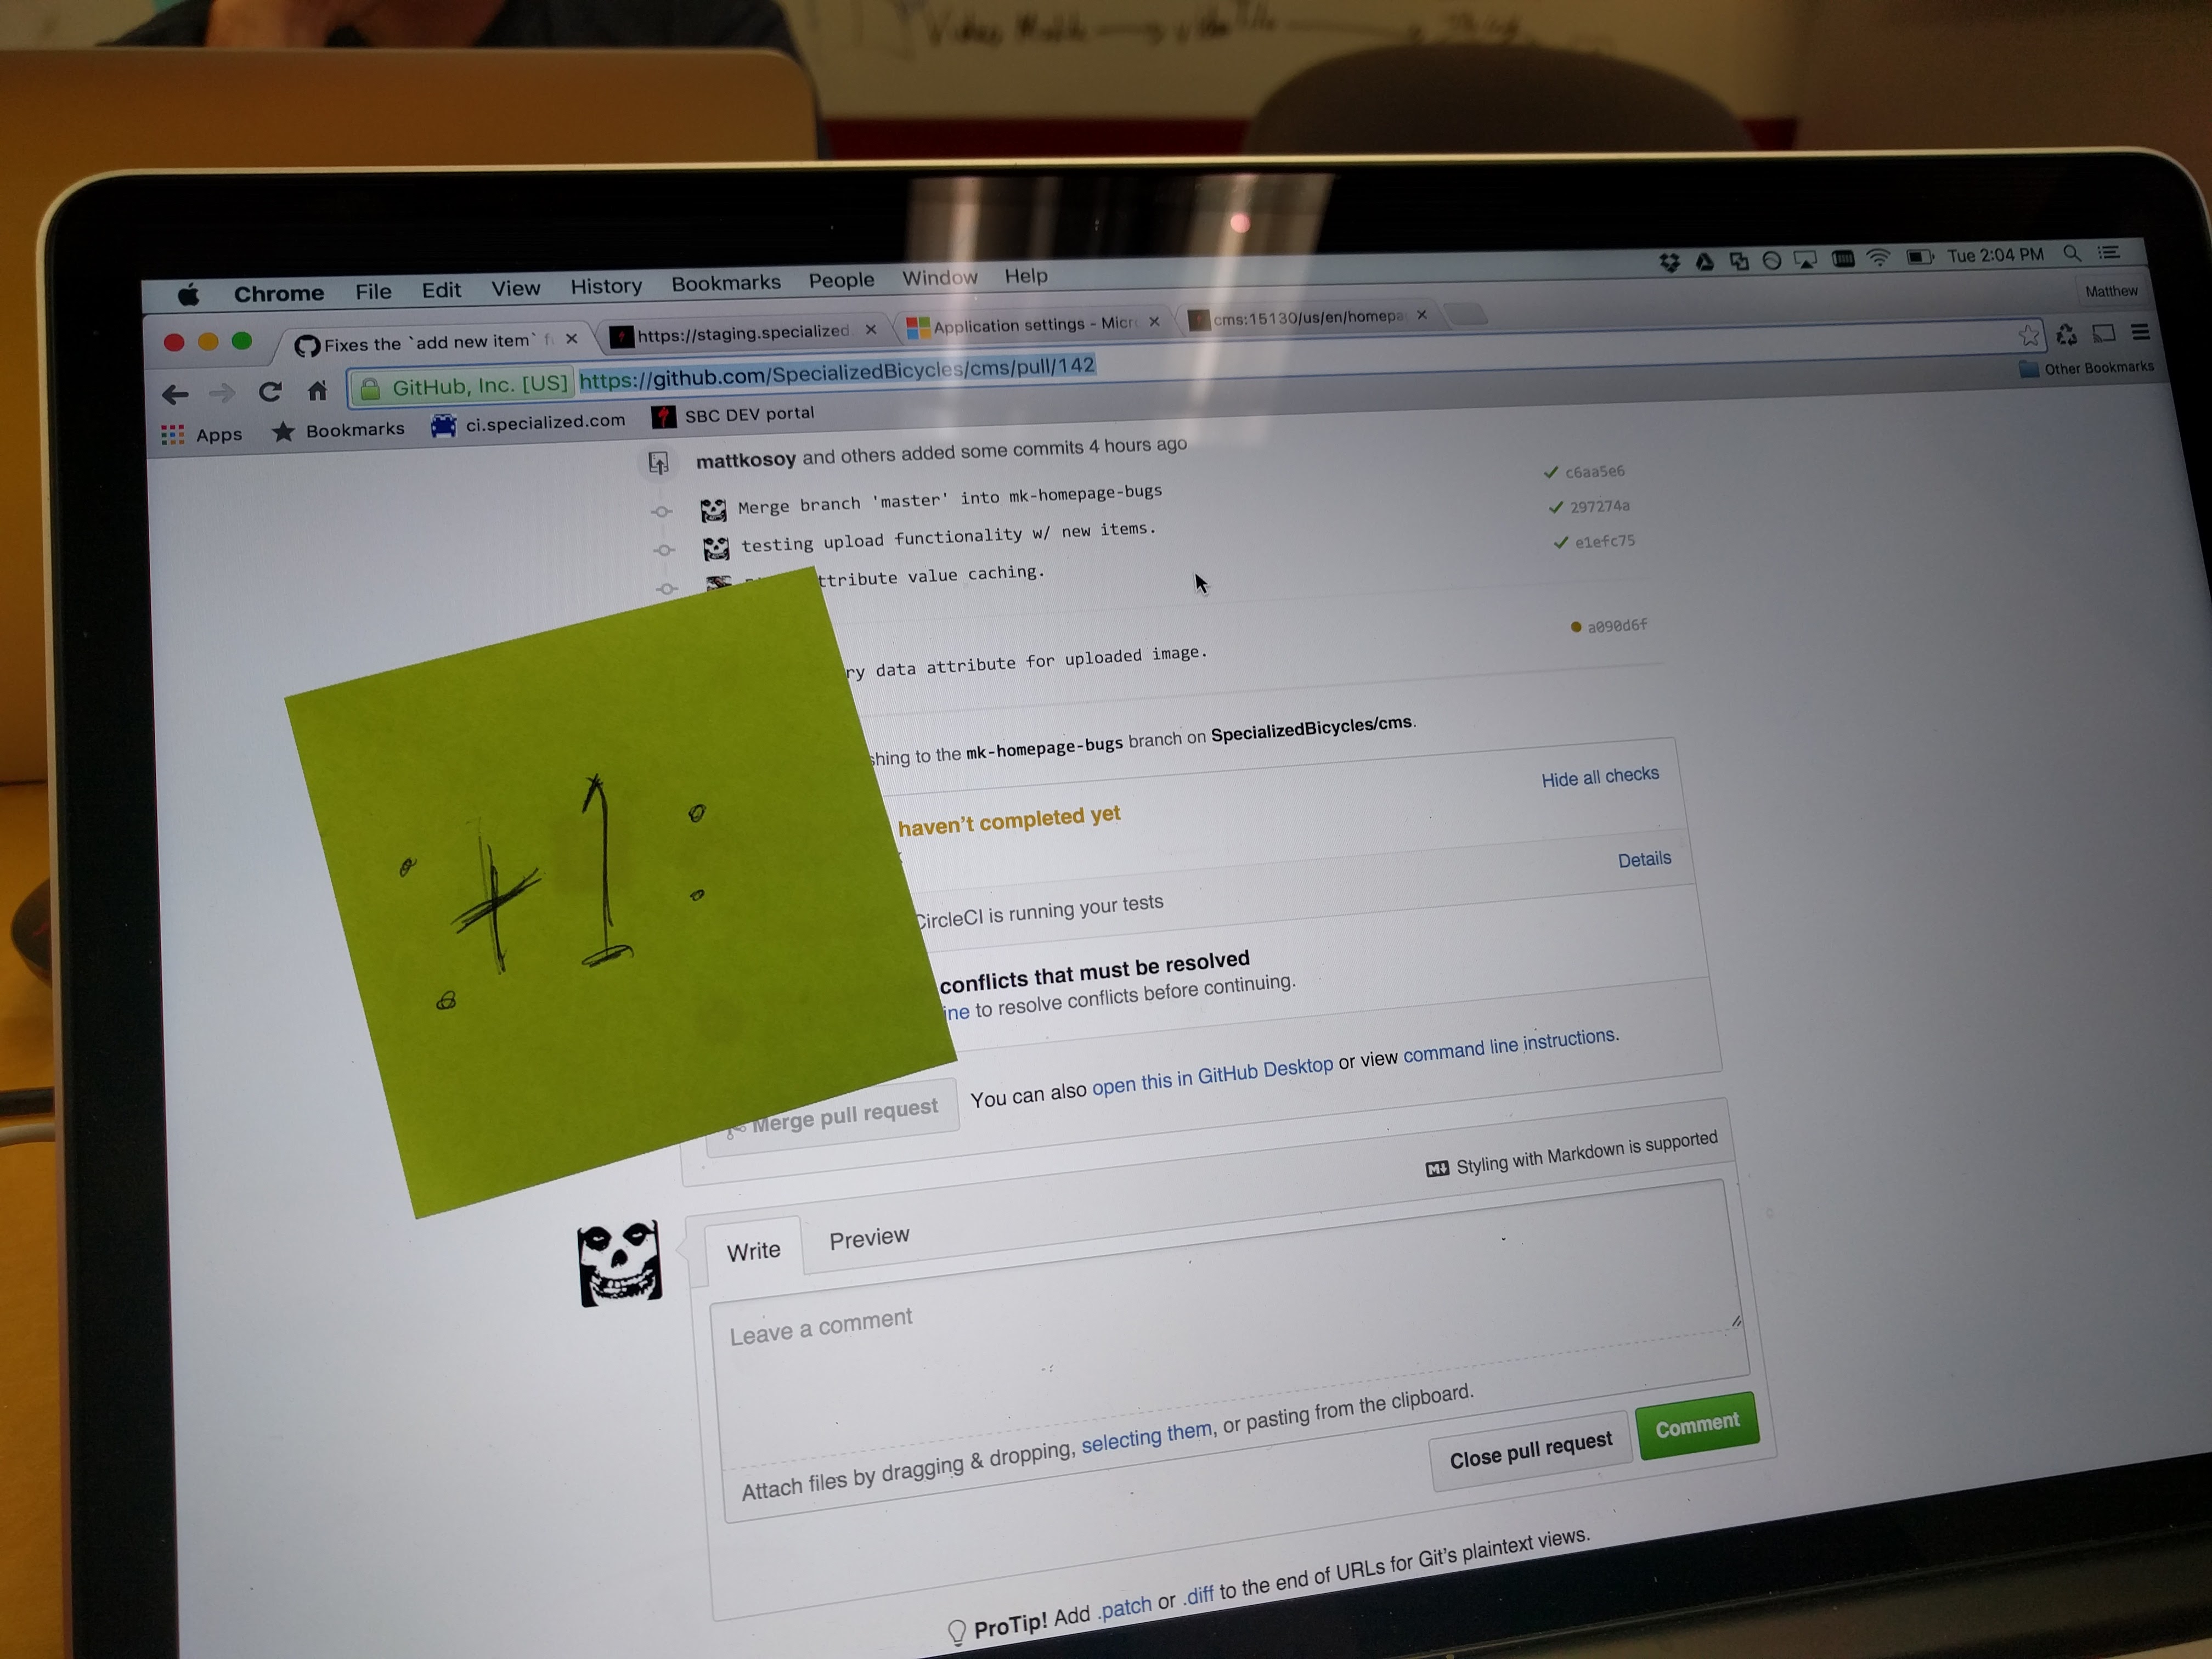 Chrome File Edit View History Bookmarks People Window Help Tue 2:04 PM
Matthew
Fixes the `add new item` f https://staging.specialized. Application settings - Micr cms:15130/us/en/homepa
GitHub, Inc. [US] https://github.com/SpecializedBicycles/cms/pull/142
Apps Bookmarks ci.specialized.com SBC DEV portal Other Bookmarks
mattkosoy and others added some commits 4 hours ago
Merge branch 'master' into mk-homepage-bugs c6aa5e6
testing upload functionality w/ new items. 297274a
ttribute value caching. e1efc75
ry data attribute for uploaded image. a090d6f
shing to the mk-homepage-bugs branch on SpecializedBicycles/cms.
haven't completed yet Hide all checks
CircleCI is running your tests Details
conflicts that must be resolved
ine to resolve conflicts before continuing.
Merge pull request You can also open this in GitHub Desktop or view command line instructions.
:+1:
Styling with Markdown is supported
Write Preview
Leave a comment
Attach files by dragging & dropping, selecting them, or pasting from the clipboard.
Close pull request Comment
ProTip! Add .patch or .diff to the end of URLs for Git's plaintext views.